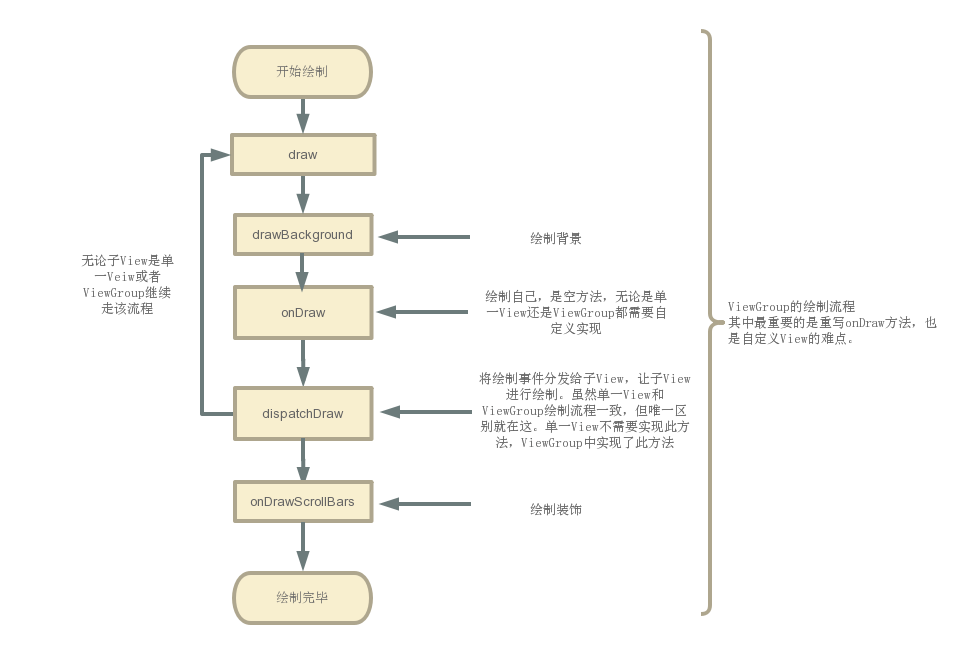 开始绘制
draw
drawBackground
绘制背景
无论子View是单
一Veiw或者
ViewGroup继续
走该流程
onDraw
绘制自己，是空方法，无论是单
一View还是ViewGroup都需要自
定义实现
ViewGroup的绘制流程
其中最重要的是重写onDraw方法，也
是自定义View的难点。
dispatchDraw
将绘制事件分发给子View，让子View
进行绘制。虽然单一View和
ViewGroup绘制流程一致，但唯一区
别就在这。单一View不需要实现此方
法，ViewGroup中实现了此方法
onDrawScrollBars
绘制装饰
绘制完毕